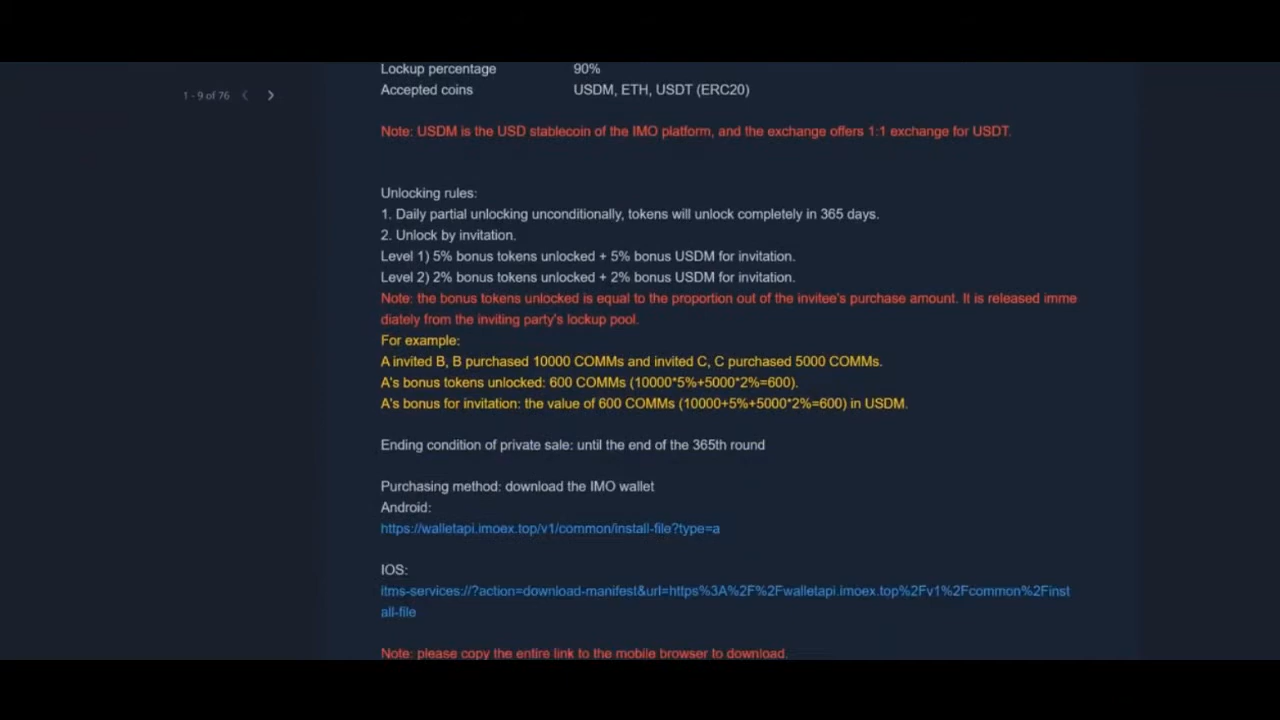 Lockup percentage 90%
1 - 9 of 76
Accepted coins USDM, ETH, USDT (ERC20)
Note: USDM is the USD stablecoin of the IMO platform, and the exchange offers 1:1 exchange for USDT.
Unlocking rules:
1. Daily partial unlocking unconditionally, tokens will unlock completely in 365 days.
2. Unlock by invitation.
Level 1) 5% bonus tokens unlocked + 5% bonus USDM for invitation.
Level 2) 2% bonus tokens unlocked + 2% bonus USDM for invitation.
Note: the bonus tokens unlocked is equal to the proportion out of the invitee's purchase amount. It is released imme
diately from the inviting party's lockup pool.
For example:
A invited B, B purchased 10000 COMMs and invited C, C purchased 5000 COMMs.
A's bonus tokens unlocked: 600 COMMs (10000*5%+5000*2%=600).
A's bonus for invitation: the value of 600 COMMs (10000+5%+5000*2%=600) in USDM.
Ending condition of private sale: until the end of the 365th round
Purchasing method: download the IMO wallet
Android:
https://walletapi.imoex.top/v1/common/install-file?type=a
IOS:
itms-services://?action=download-manifest&url=https%3A%2F%2Fwalletapi.imoex.top%2Fv1%2Fcommon%2Finst
all-file
Note: please copy the entire link to the mobile browser to download.